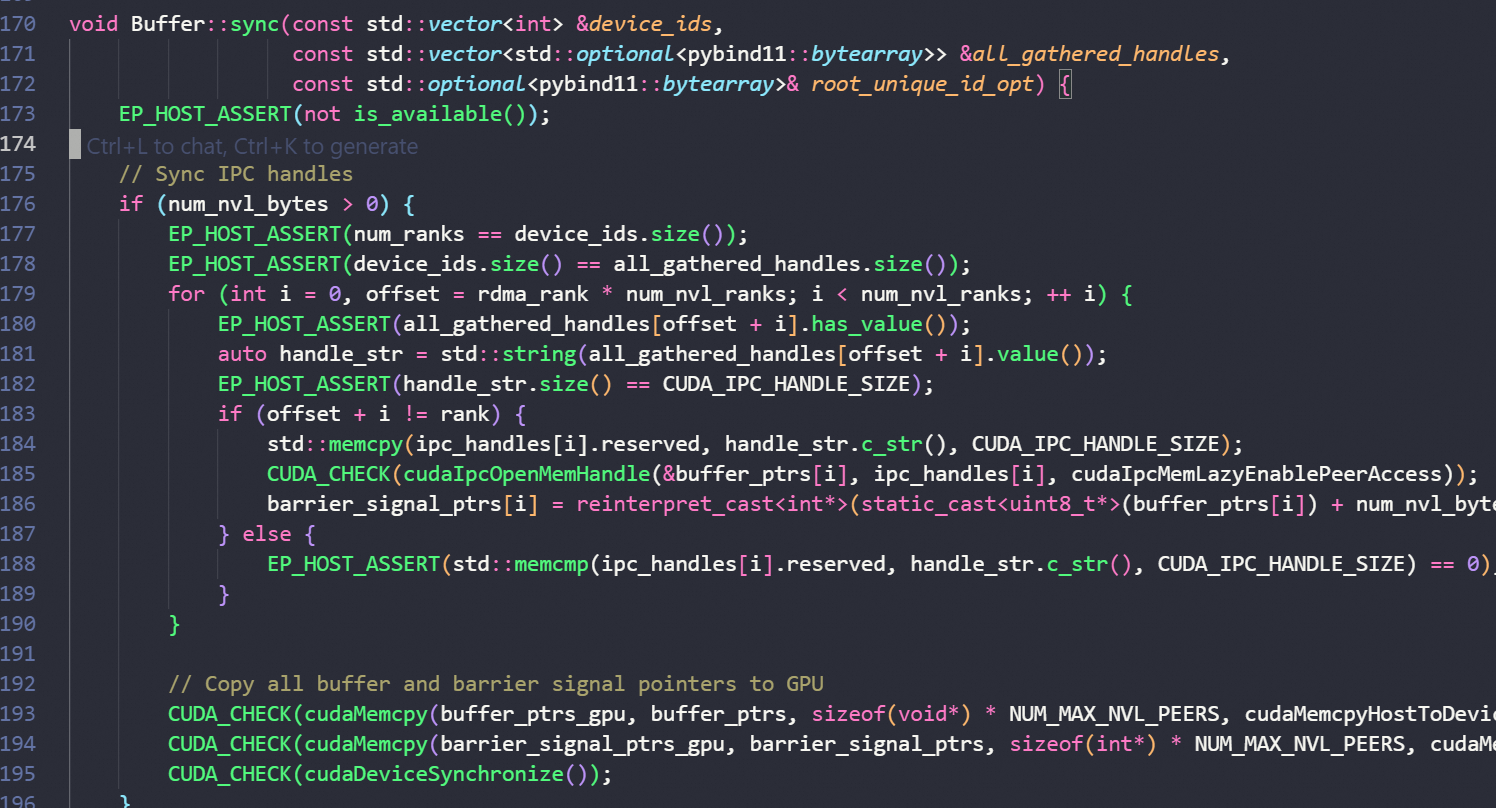 170 void Buffer::sync(const std::vector<int> &device_ids,
171 const std::vector<std::optional<pybind11::bytearray>> &all_gathered_handles,
172 const std::optional<pybind11::bytearray>& root_unique_id_opt) {
173 EP_HOST_ASSERT(not is_available());
174 Ctrl+L to chat, Ctrl+K to generate
175 // Sync IPC handles
176 if (num_nvl_bytes > 0) {
177 EP_HOST_ASSERT(num_ranks == device_ids.size());
178 EP_HOST_ASSERT(device_ids.size() == all_gathered_handles.size());
179 for (int i = 0, offset = rdma_rank * num_nvl_ranks; i < num_nvl_ranks; ++ i) {
180 EP_HOST_ASSERT(all_gathered_handles[offset + i].has_value());
181 auto handle_str = std::string(all_gathered_handles[offset + i].value());
182 EP_HOST_ASSERT(handle_str.size() == CUDA_IPC_HANDLE_SIZE);
183 if (offset + i != rank) {
184 std::memcpy(ipc_handles[i].reserved, handle_str.c_str(), CUDA_IPC_HANDLE_SIZE);
185 CUDA_CHECK(cudaIpcOpenMemHandle(&buffer_ptrs[i], ipc_handles[i], cudaIpcMemLazyEnablePeerAccess));
186 barrier_signal_ptrs[i] = reinterpret_cast<int*>(static_cast<uint8_t*>(buffer_ptrs[i]) + num_nvl_byte
187 } else {
188 EP_HOST_ASSERT(std::memcmp(ipc_handles[i].reserved, handle_str.c_str(), CUDA_IPC_HANDLE_SIZE) == 0)
189 }
190 }
191
192 // Copy all buffer and barrier signal pointers to GPU
193 CUDA_CHECK(cudaMemcpy(buffer_ptrs_gpu, buffer_ptrs, sizeof(void*) * NUM_MAX_NVL_PEERS, cudaMemcpyHostToDevic
194 CUDA_CHECK(cudaMemcpy(barrier_signal_ptrs_gpu, barrier_signal_ptrs, sizeof(int*) * NUM_MAX_NVL_PEERS, cudaMe
195 CUDA_CHECK(cudaDeviceSynchronize());
196 }